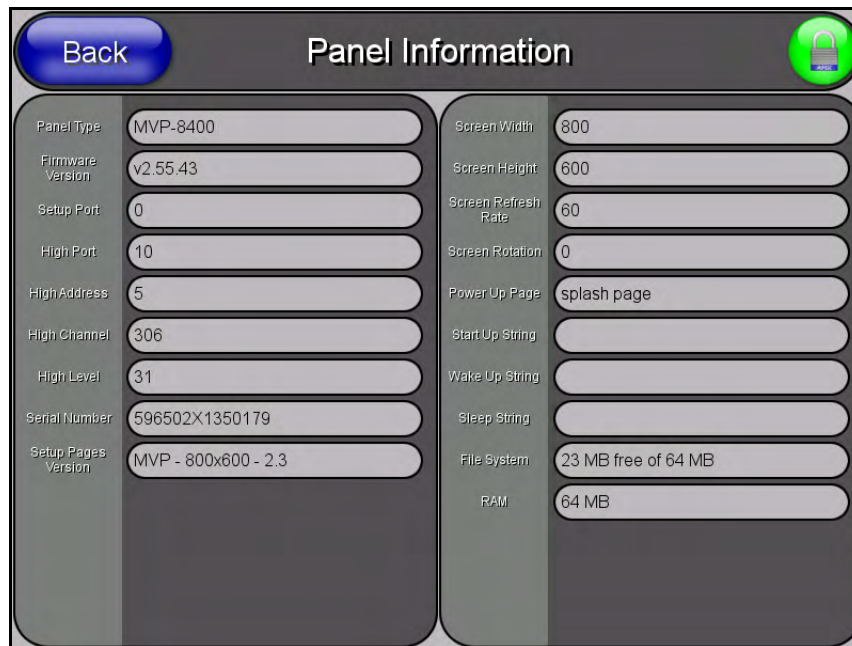 Back
Panel Information
Panel Type
MVP-8400
Firmware
Version
v2.55.43
Setup Port
0
High Port
10
High Address
5
High Channel
306
High Level
31
Serial Number
596502X1350179
Setup Pages
Version
MVP - 800x600 - 2.3
Screen Width
800
Screen Height
600
Screen Refresh
Rate
60
Screen Rotation
0
Power Up Page
splash page
Start Up String
Wake Up String
Sleep String
File System
23 MB free of 64 MB
RAM
64 MB